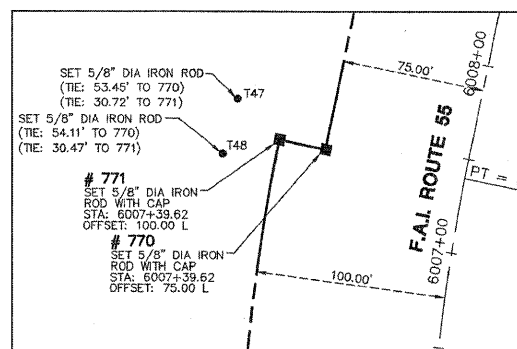 SET 5/8" DIA IRON ROD
(TIE: 53.45' TO 770)
(TIE: 30.72' TO 771)
T47
SET 5/8" DIA IRON ROD
(TIE: 54.11' TO 770)
(TIE: 30.47' TO 771)
T48
# 771
SET 5/8" DIA IRON
ROD WITH CAP
STA: 6007+39.62
OFFSET: 100.00 L
# 770
SET 5/8" DIA IRON
ROD WITH CAP
STA: 6007+39.62
OFFSET: 75.00 L
75.00'
100.00'
F.A.I. ROUTE 55
6008+00
6007+00
PT =